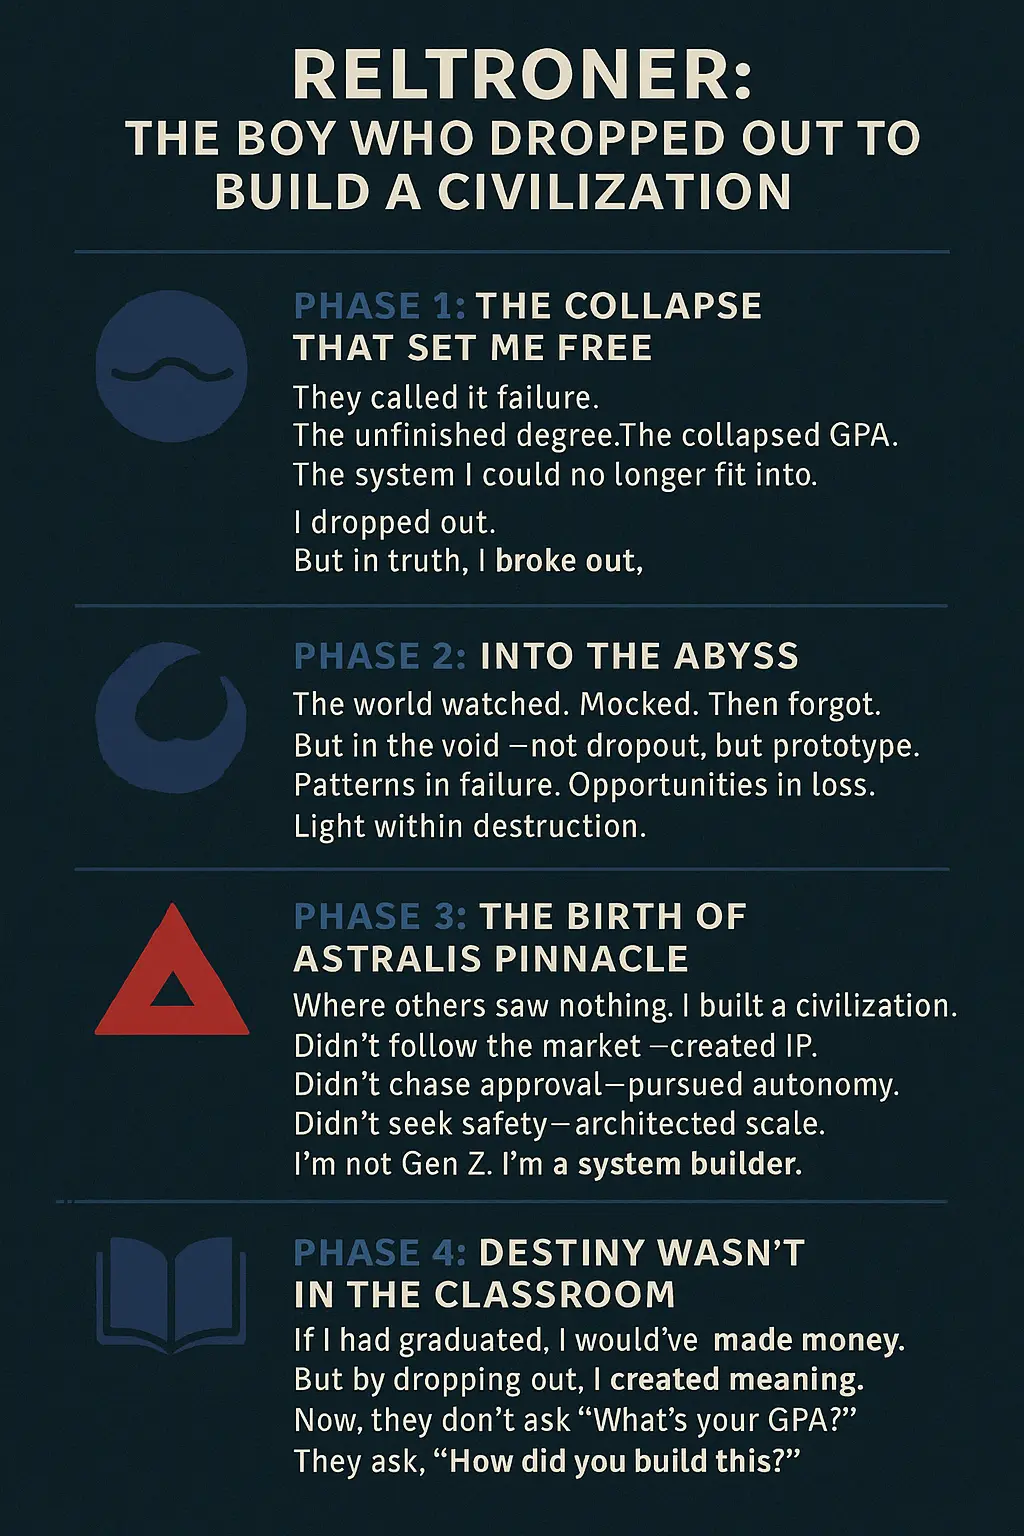 RELTRONER:
THE BOY WHO DROPPED OUT TO
BUILD A CIVILIZATION
PHASE 1: THE COLLAPSE
THAT SET ME FREE
They called it failure.
The unfinished degree.The collapsed GPA.
The system I could no longer fit into.
I dropped out.
But in truth, I broke out,
PHASE 2: INTO THE ABYSS
The world watched. Mocked. Then forgot.
But in the void —not dropout, but prototype.
Patterns in failure. Opportunities in loss.
Light within destruction.
PHASE 3: THE BIRTH OF
ASTRALIS PINNACLE
Where others saw nothing. I built a civilization.
Didn’t follow the market —created IP.
Didn’t chase approval—pursued autonomy.
Didn’t seek safety—architected scale.
I’m not Gen Z. I’m a system builder.
PHASE 4: DESTINY WASN’T
IN THE CLASSROOM
If I had graduated, I would’ve made money.
But by dropping out, I created meaning.
Now, they don’t ask “What’s your GPA?”
They ask, “How did you build this?”